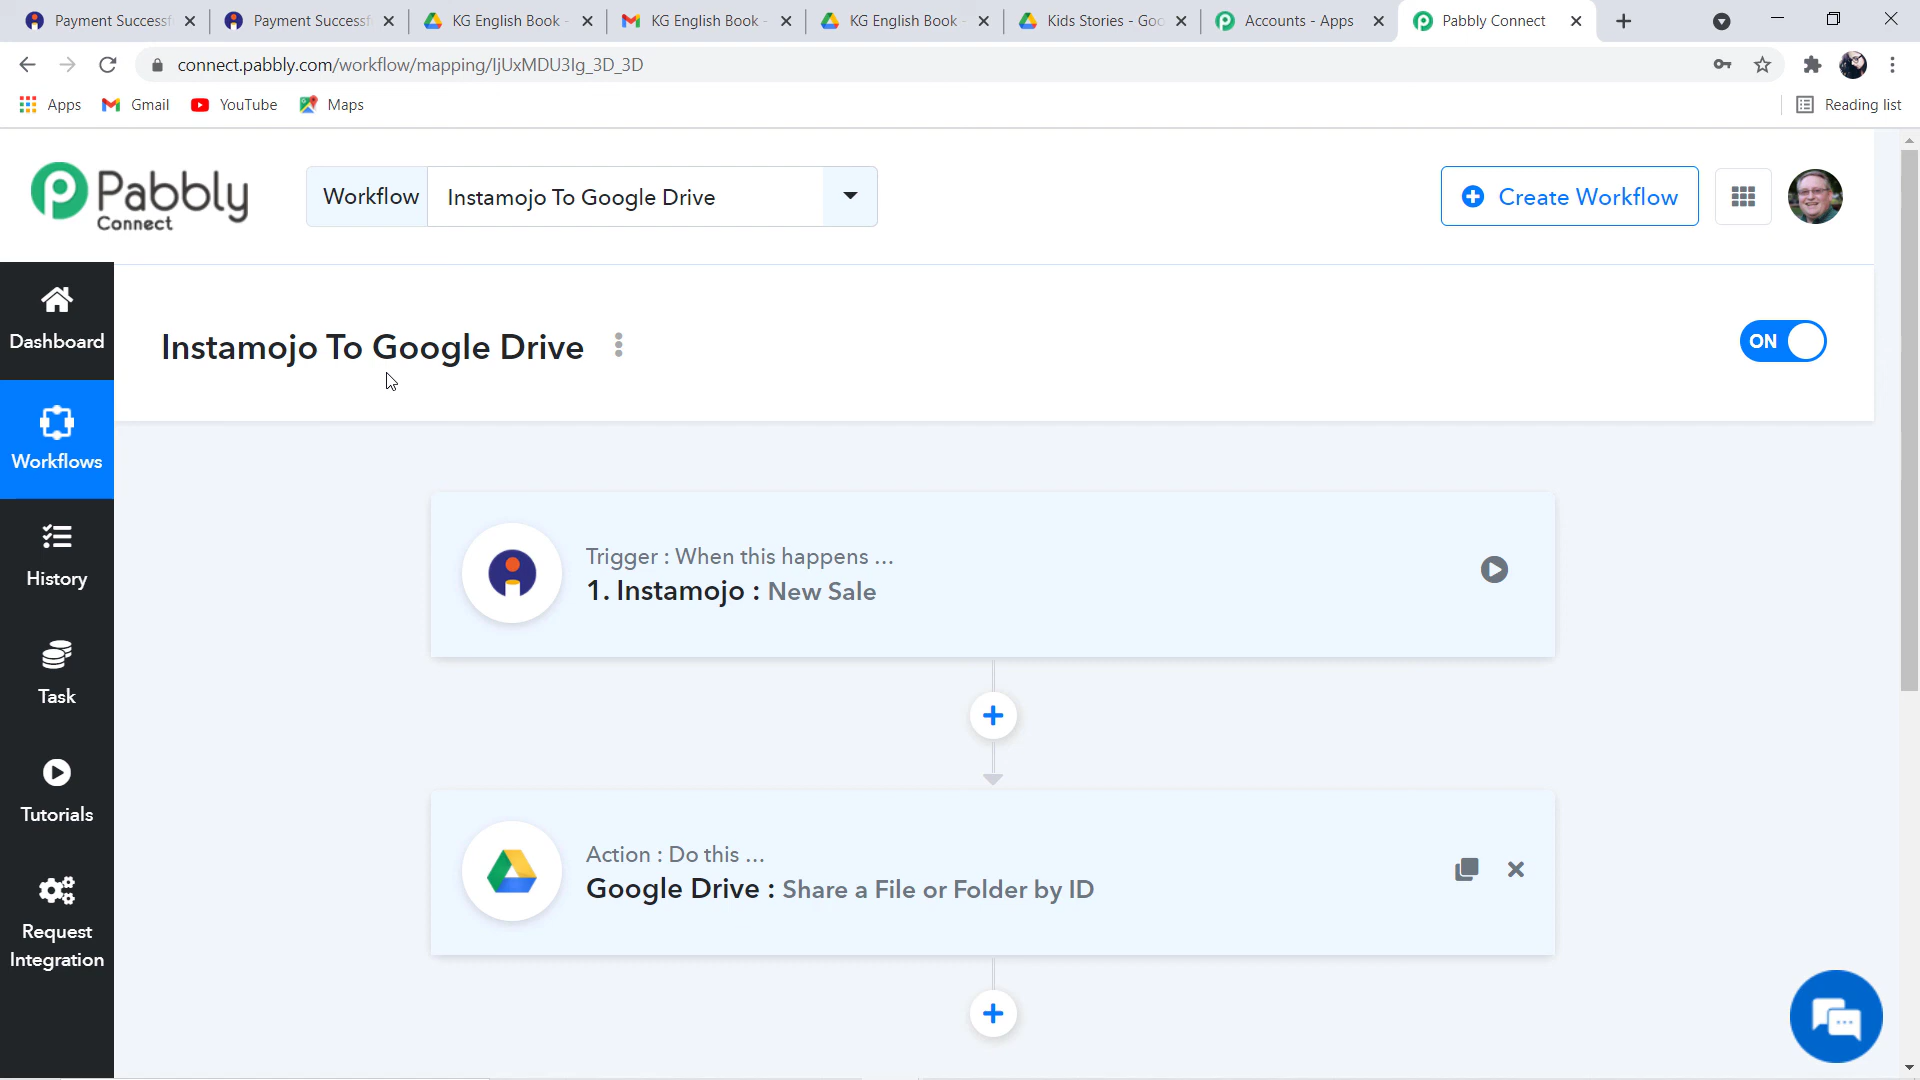 Payment Successf
Payment Successf
KG English Book -
KG English Book -
KG English Book -
Kids Stories - Goo
Accounts - Apps
Pabbly Connect
connect.pabbly.com/workflow/mapping/IjUxMDU3Ig_3D_3D
Apps
Gmail
YouTube
Maps
Reading list
Pabbly
Connect
Workflow
Instamojo To Google Drive
Create Workflow
Dashboard
Instamojo To Google Drive
ON
Workflows
Trigger : When this happens ...
1. Instamojo : New Sale
History
Task
Tutorials
Action : Do this ...
Google Drive : Share a File or Folder by ID
Request
Integration